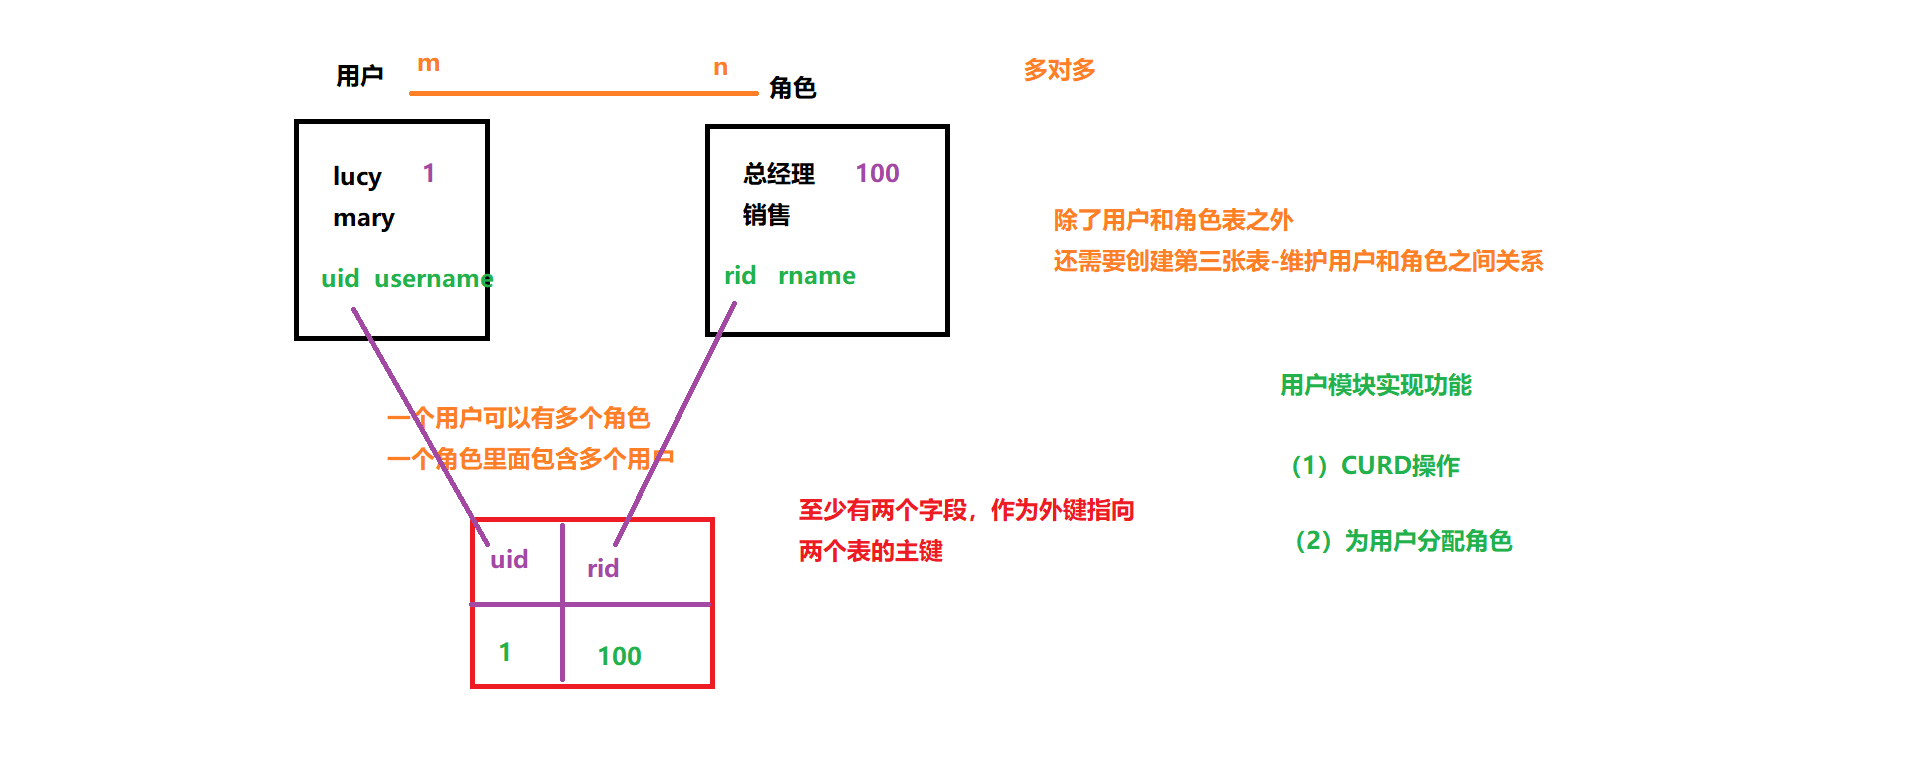 用户 m n 角色
多对多
lucy 1
mary
uid username
总经理 100
销售
rid rname
除了用户和角色表之外
还需要创建第三张表-维护用户和角色之间关系
一个用户可以有多个角色
一个角色里面包含多个用户
用户模块实现功能
(1) CURD操作
(2) 为用户分配角色
至少有两个字段，作为外键指向
两个表的主键
uid rid
1 100